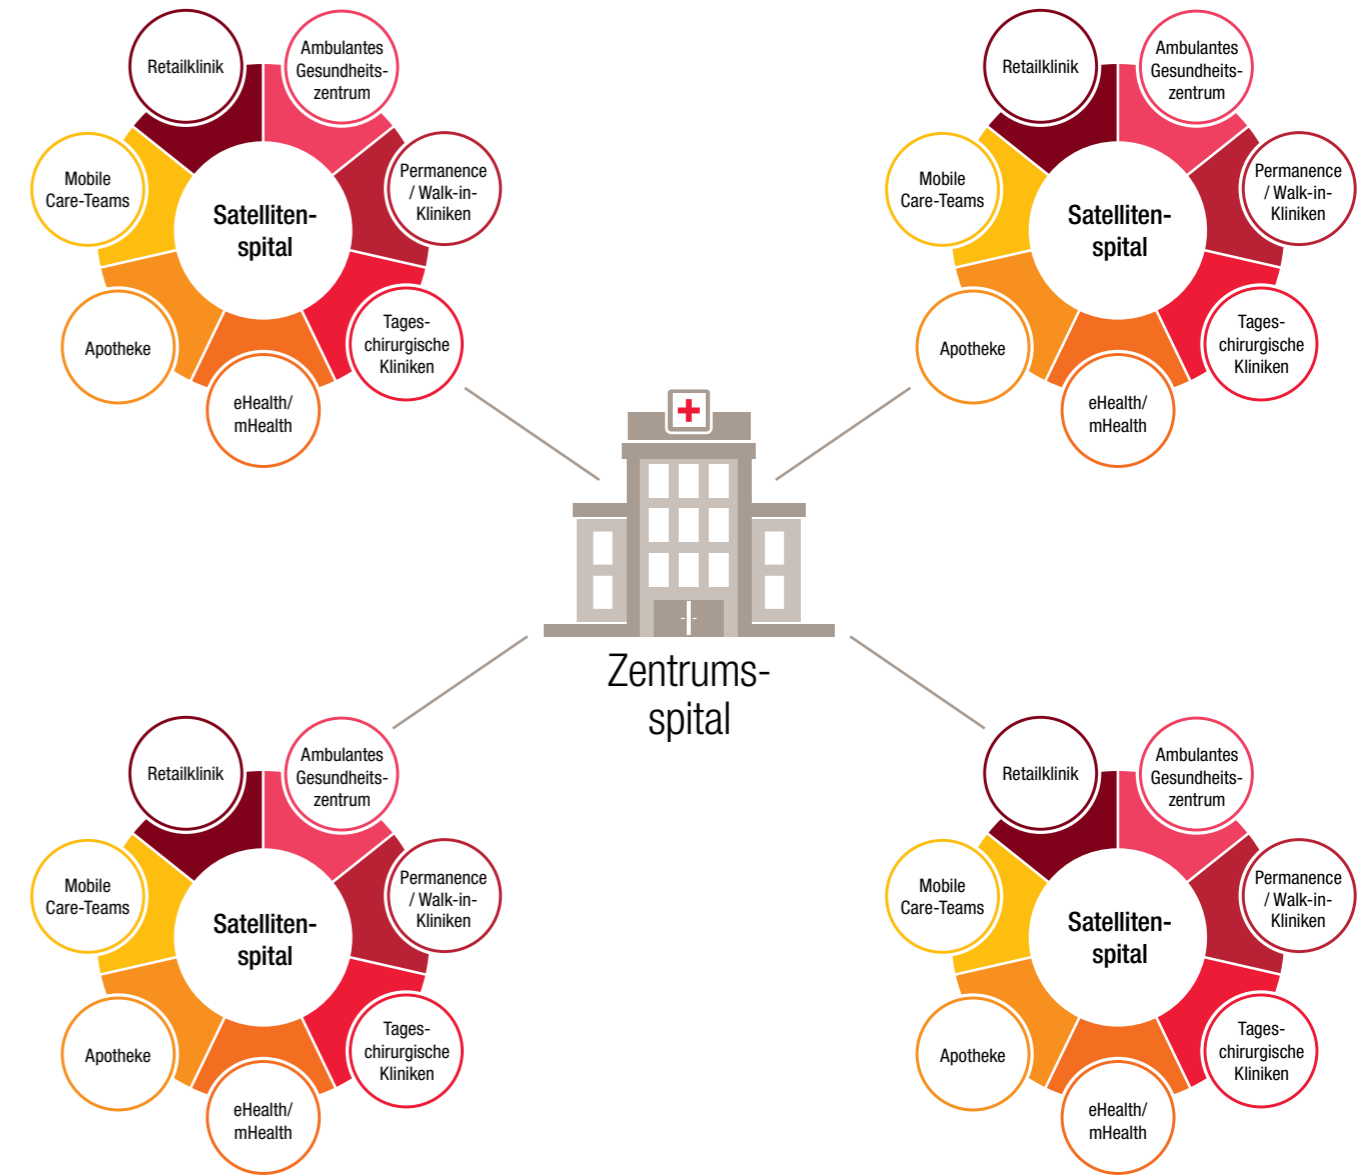 Retailklinik
Ambulantes
Gesundheits-
zentrum
Permanence
/ Walk-in-
Kliniken
Tages-
chirurgische
Kliniken
eHealth/
mHealth
Apotheke
Mobile
Care-Teams
Satelliten-
spital
Retailklinik
Ambulantes
Gesundheits-
zentrum
Permanence
/ Walk-in-
Kliniken
Tages-
chirurgische
Kliniken
eHealth/
mHealth
Apotheke
Mobile
Care-Teams
Satelliten-
spital
Zentrums-
spital
Retailklinik
Ambulantes
Gesundheits-
zentrum
Permanence
/ Walk-in-
Kliniken
Tages-
chirurgische
Kliniken
eHealth/
mHealth
Apotheke
Mobile
Care-Teams
Satelliten-
spital
Retailklinik
Ambulantes
Gesundheits-
zentrum
Permanence
/ Walk-in-
Kliniken
Tages-
chirurgische
Kliniken
eHealth/
mHealth
Apotheke
Mobile
Care-Teams
Satelliten-
spital